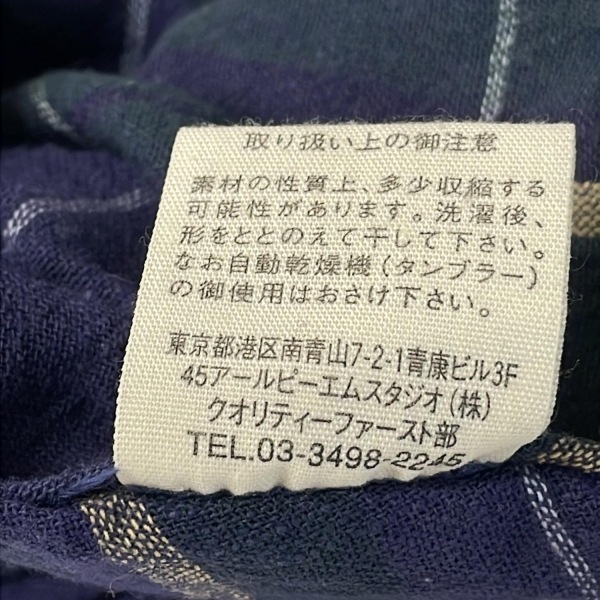 取り扱い上の御注意
素材の性質上、多少収縮する
可能性があります。洗濯後、
形をととのえて干して下さい。
なお自動乾燥機(タンブラー)
の御使用はおさけ下さい。
東京都港区南青山7-2-1青康ビル3F
45アールピーエムスタジオ(株)
クオリティーファースト部
TEL.03-3498-2245